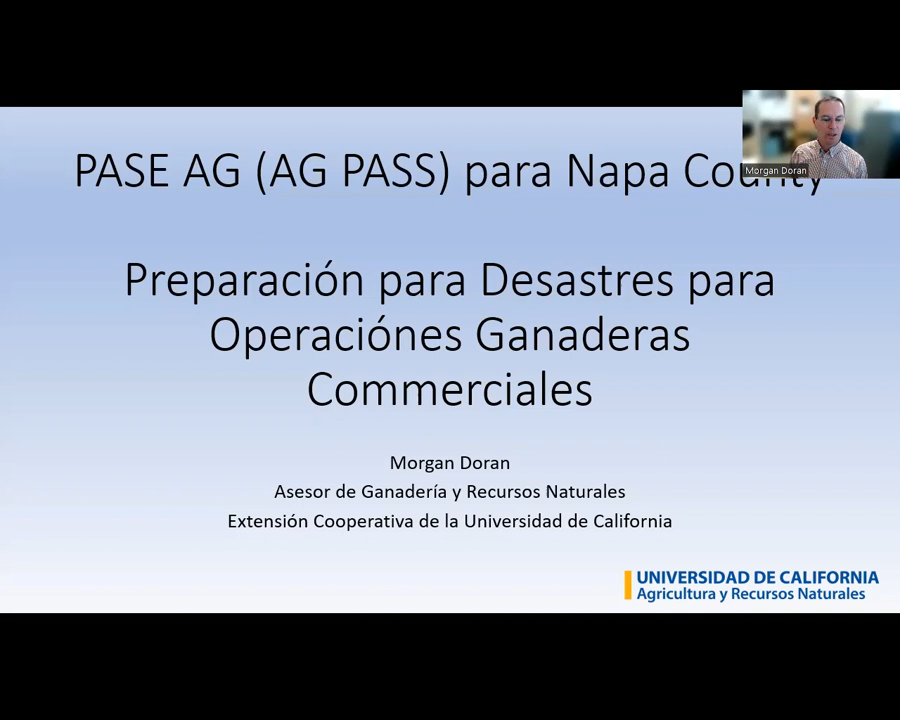 PASE AG (AG PASS) para Napa County
Morgan Doran
Preparación para Desastres para
Operaciónes Ganaderas
Commerciales
Morgan Doran
Asesor de Ganadería y Recursos Naturales
Extensión Cooperativa de la Universidad de California
UNIVERSIDAD DE CALIFORNIA
Agricultura y Recursos Naturales